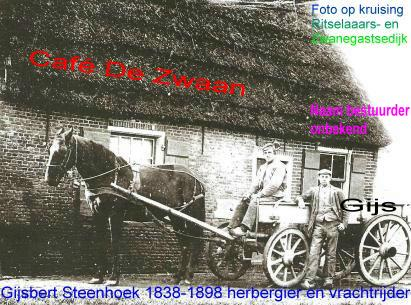 Foto op kruising
Ritselaaars- en
Zwanegastsedijk
Café De Zwaan
Naam bestuurder
onbekend
Gijs
Gijsbert Steenhoek 1838-1898 herbergier en vrachtrijder